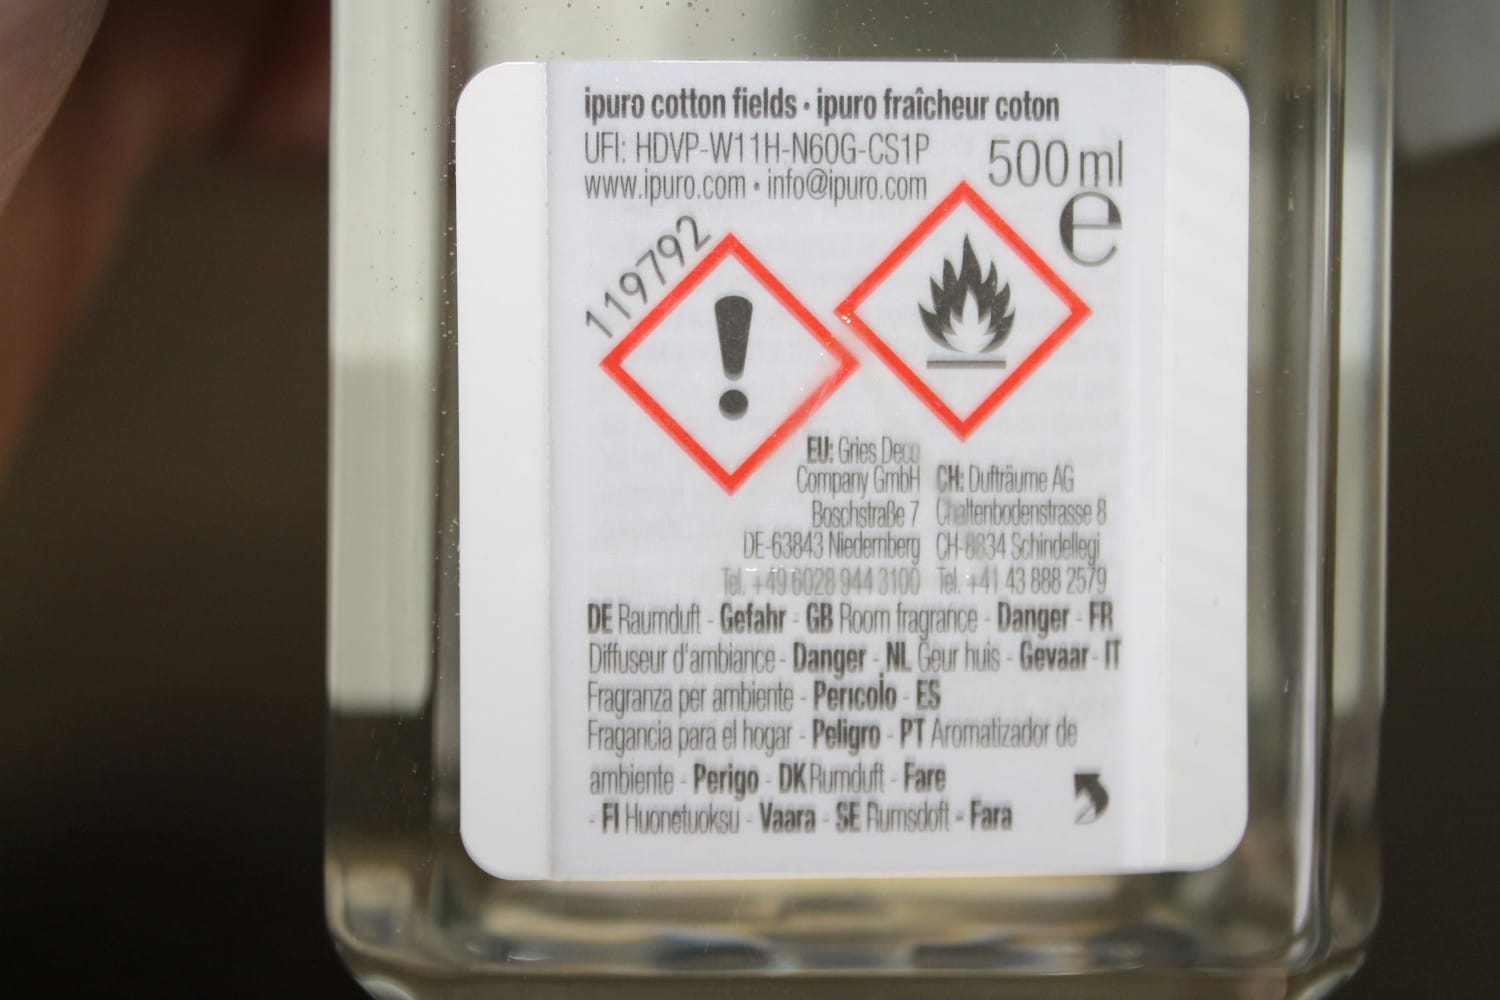 ipuro cotton fields • ipuro fraîcheur coton
UFI: HDVP-W11H-N60G-CS1P
www.ipuro.com • info@ipuro.com
500 ml
e
119792
EU: Gries Deco
Company GmbH
Boschstraße 7
DE-63843 Niedernberg
Tel. +49 6028 944 3100
CH: Dufträume AG
Chaltenbodenstrasse 8
CH-8834 Schindellegi
Tel. +41 43 888 2579
DE Raumduft - Gefahr - GB Room fragrance - Danger - FR
Diffuseur d'ambiance - Danger - NL Geur huis - Gevaar - IT
Fragranza per ambiente - Pericolo - ES
Fragancia para el hogar - Peligro - PT Aromatizador de
ambiente - Perigo - DK Rumduft - Fare
- FI Huonetuoksu - Vaara - SE Rumsdoft - Fara